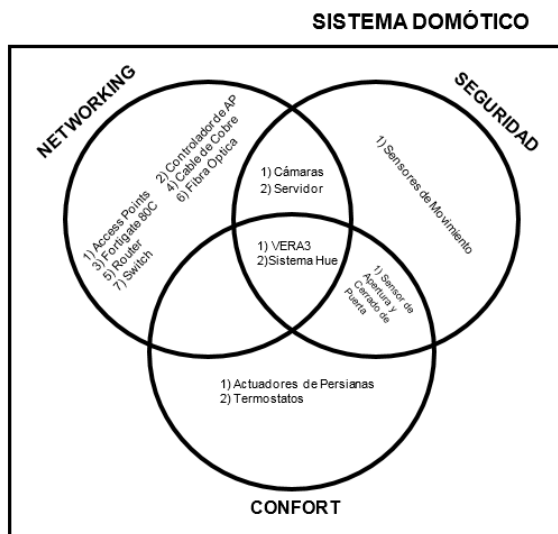 SISTEMA DOMÓTICO
NETWORKING
SEGURIDAD
1) Access Points
2) Controlador de AP
3) Fortigate 80C
4) Cable de Cobre
5) Router
6) Fibra Optica
7) Switch
1) Cámaras
2) Servidor
1) Sensores de Movimiento
1) VERA3
2)Sistema Hue
1) Sensor de
Apertura y
Cerrado de
Puerta
1) Actuadores de Persianas
2) Termostatos
CONFORT